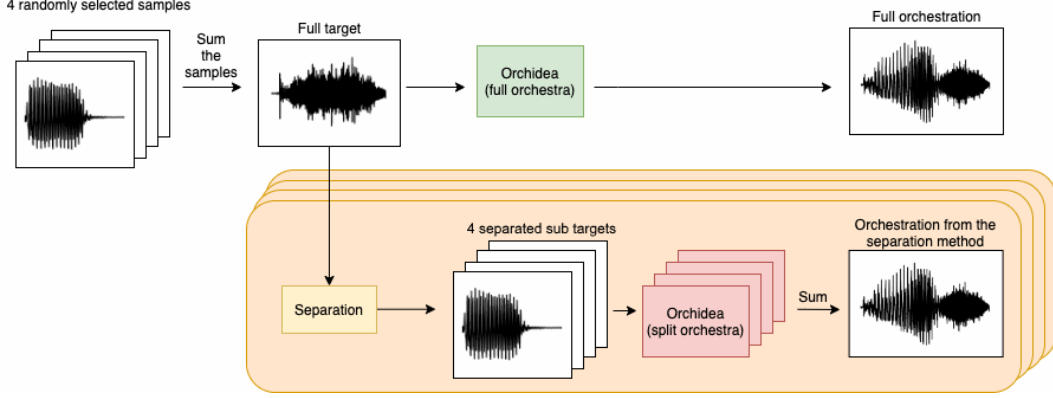 4 randomly selected samples
Sum
the
samples
Full target
Orchidea
(full orchestra)
Full orchestration
Separation
4 separated sub targets
Orchidea
(split orchestra)
Sum
Orchestration from the
separation method